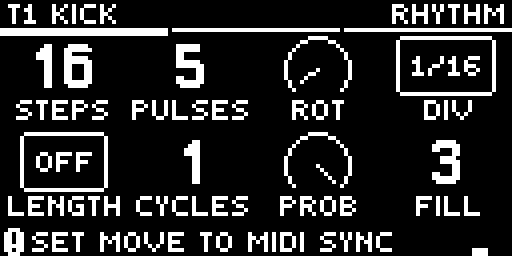 T1 KICK RHYTHM
16 5 1/16
STEPS PULSES ROT DIV
OFF 1 3
LENGTH CYCLES PROB FILL
! SET MOVE TO MIDI SYNC